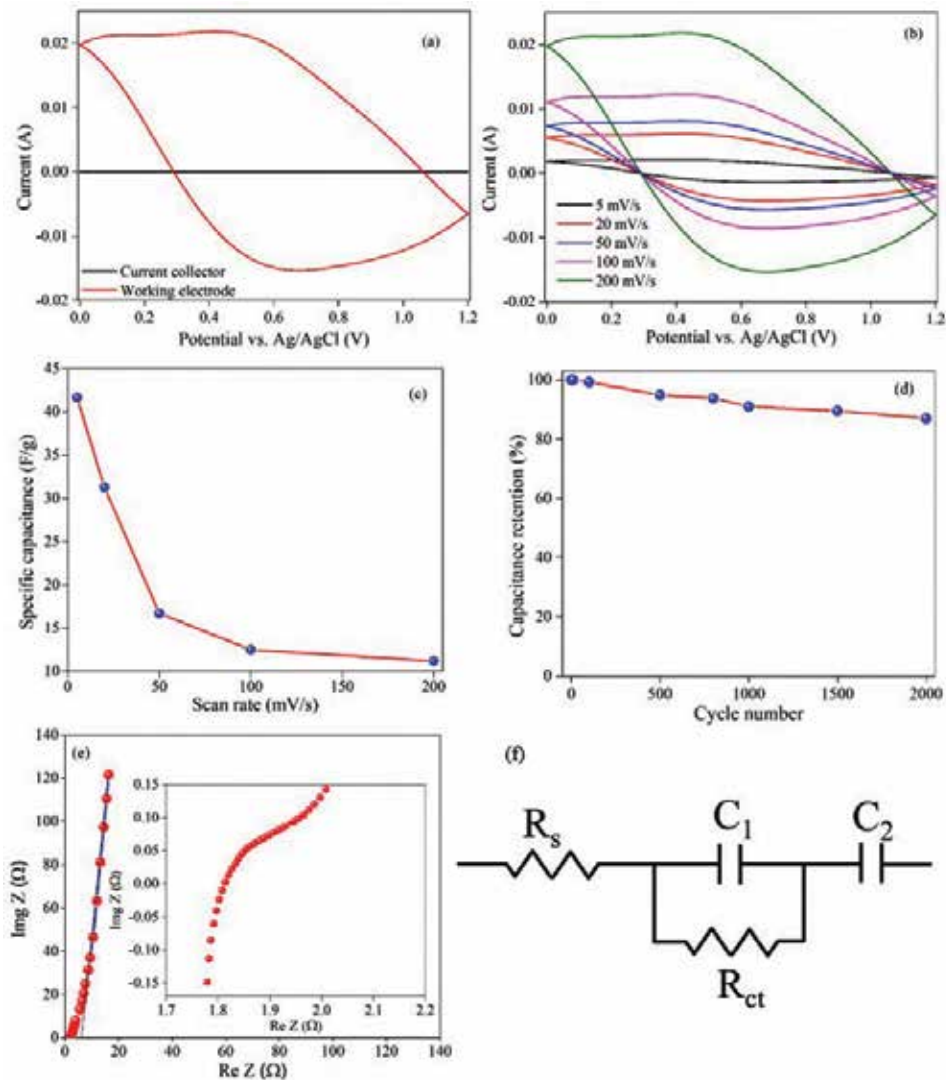 (a)
Current (A)
0.02
0.01
0.00
-0.01
-0.02
Current collector
Working electrode
0.0 0.2 0.4 0.6 0.8 1.0 1.2
Potential vs. Ag/AgCl (V)
(b)
Current (A)
0.02
0.01
0.00
-0.01
-0.02
5 mV/s
20 mV/s
50 mV/s
100 mV/s
200 mV/s
0.0 0.2 0.4 0.6 0.8 1.0 1.2
Potential vs. Ag/AgCl (V)
(c)
Specific capacitance (F/g)
45
40
35
30
25
20
15
10
0 50 100 150 200
Scan rate (mV/s)
(d)
Capacitance retention (%)
100
80
60
40
20
0
0 500 1000 1500 2000
Cycle number
(e)
Img Z (Ω)
140
120
100
80
60
40
20
0
0 20 40 60 80 100 120 140
Re Z (Ω)
Img Z (Ω)
0.15
0.10
0.05
0.00
-0.05
-0.10
-0.15
1.7 1.8 1.9 2.0 2.1 2.2
Re Z (Ω)
(f)
Rs C1 C2
Rct